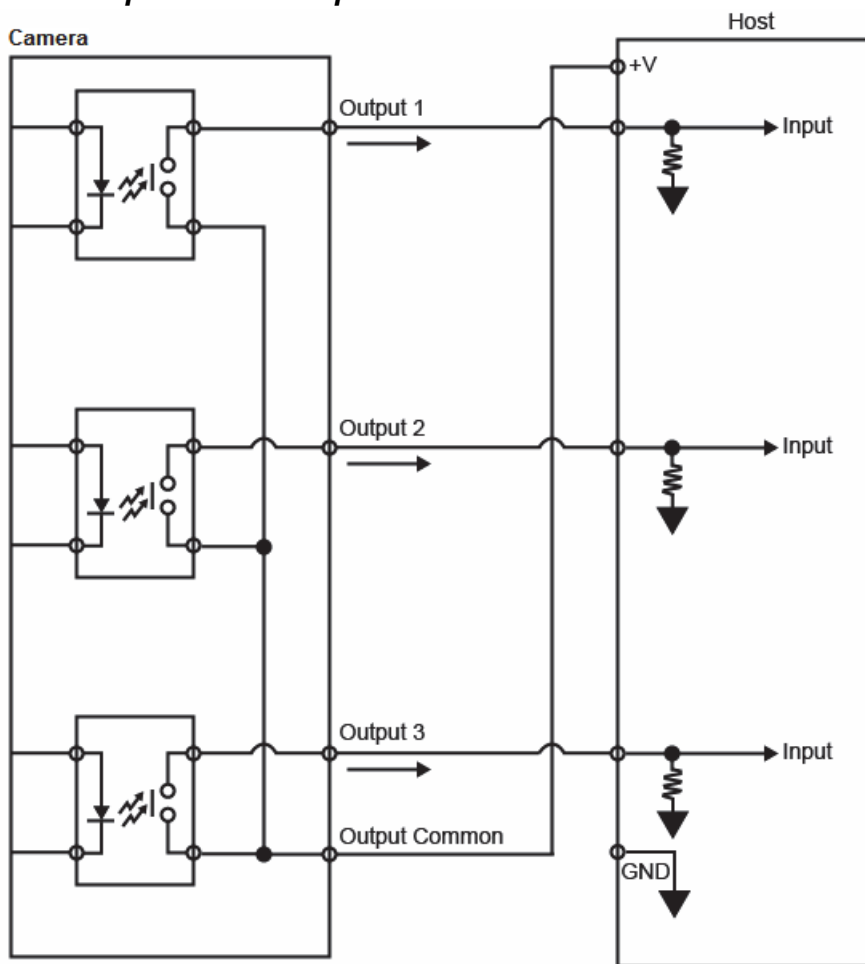 Camera
Host
+V
Output 1
Input
Output 2
Input
Output 3
Input
Output Common
GND